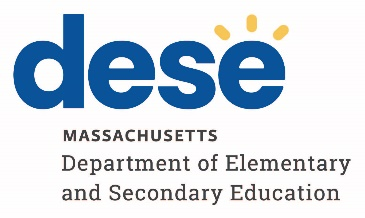 dese
MASSACHUSETTS
Department of Elementary
and Secondary Education